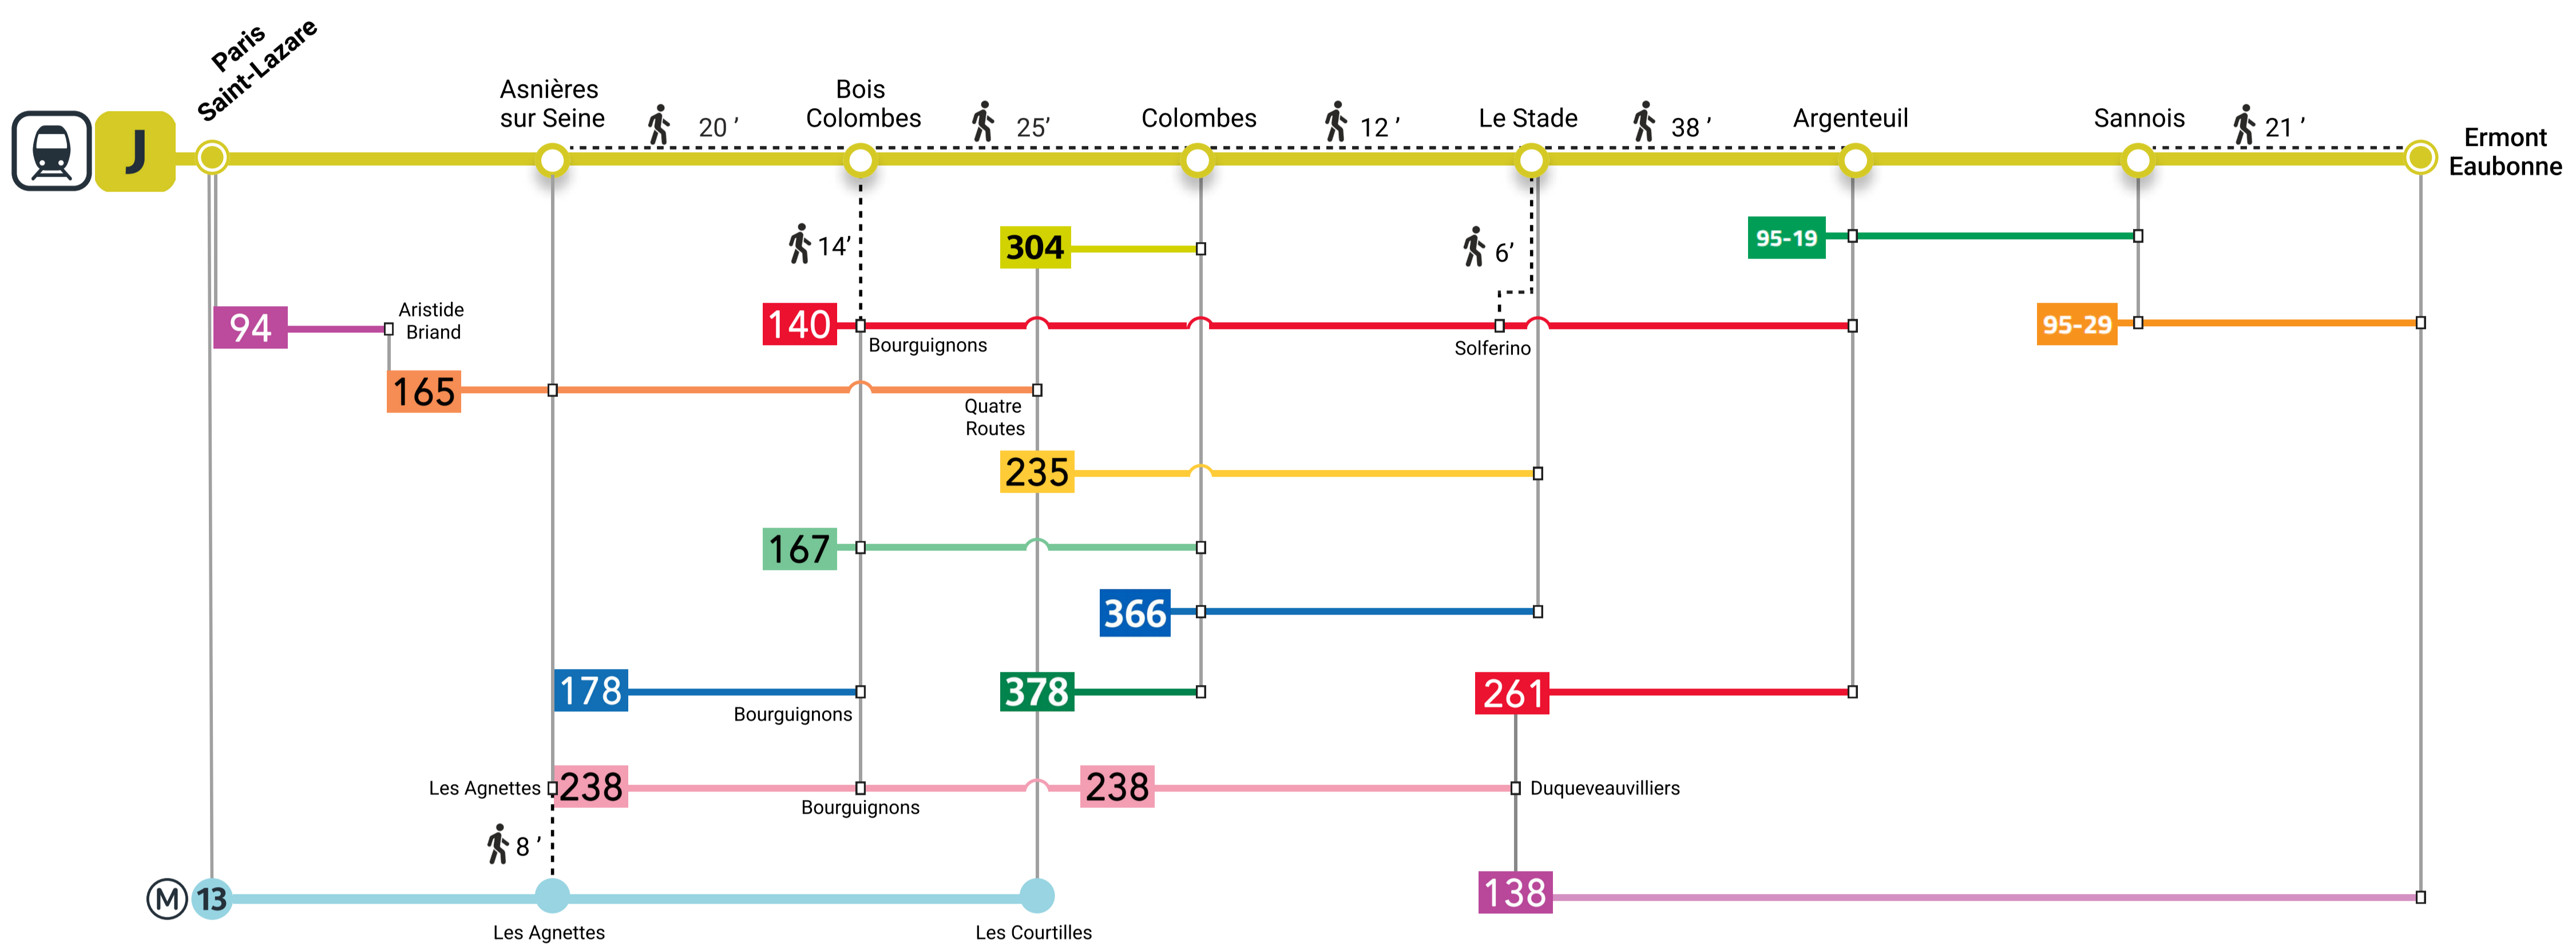 Paris
Saint-Lazare
Asnières
sur Seine
20 ’
Bois
Colombes
25’
Colombes
12 ’
Le Stade
38 ’
Argenteuil
Sannois
21 ’
Ermont
Eaubonne
J
14’
304
6’
95-19
94
Aristide
Briand
140
Bourguignons
Solferino
95-29
165
Quatre
Routes
235
167
366
178
Bourguignons
378
261
Les Agnettes
238
Bourguignons
238
Duqueveauvilliers
8 ’
M
13
138
Les Agnettes
Les Courtilles